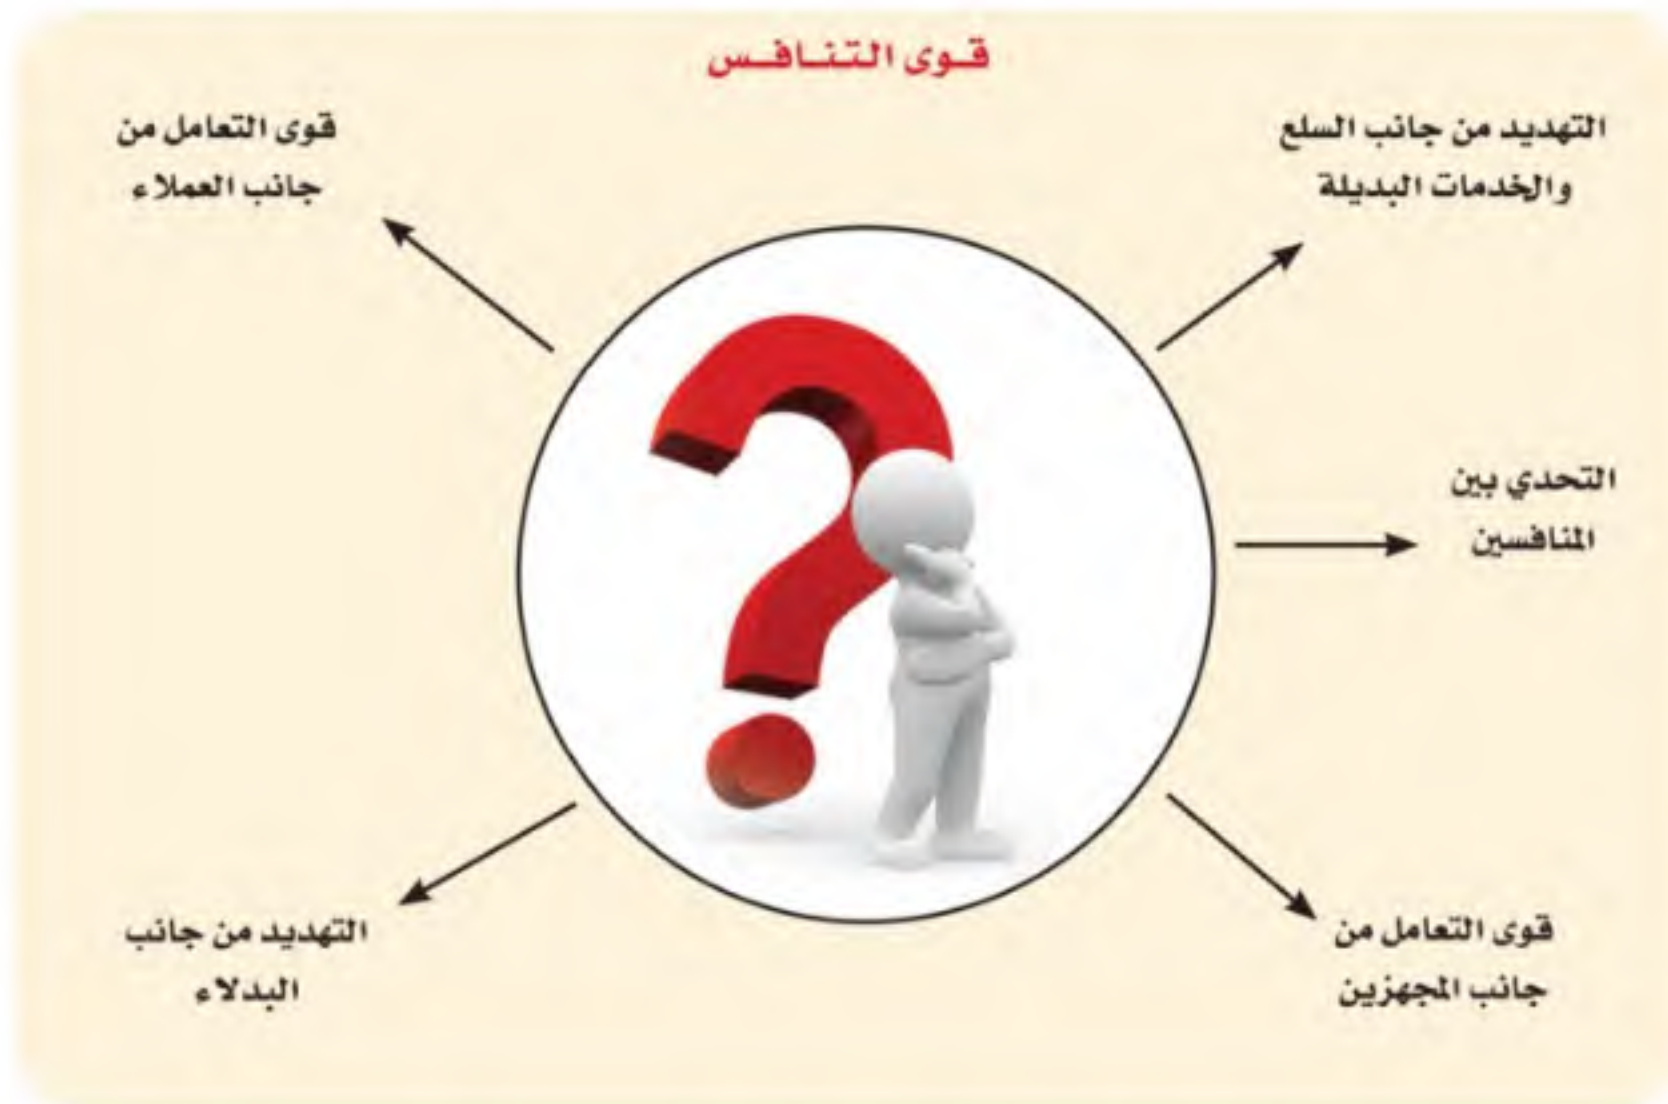 قوى التنافس
التهديد من جانب السلع
والخدمات البديلة
قوى التعامل من
جانب العملاء
التحدي بين
المنافسين
قوى التعامل من
جانب المجهزين
التهديد من جانب
البدلاء